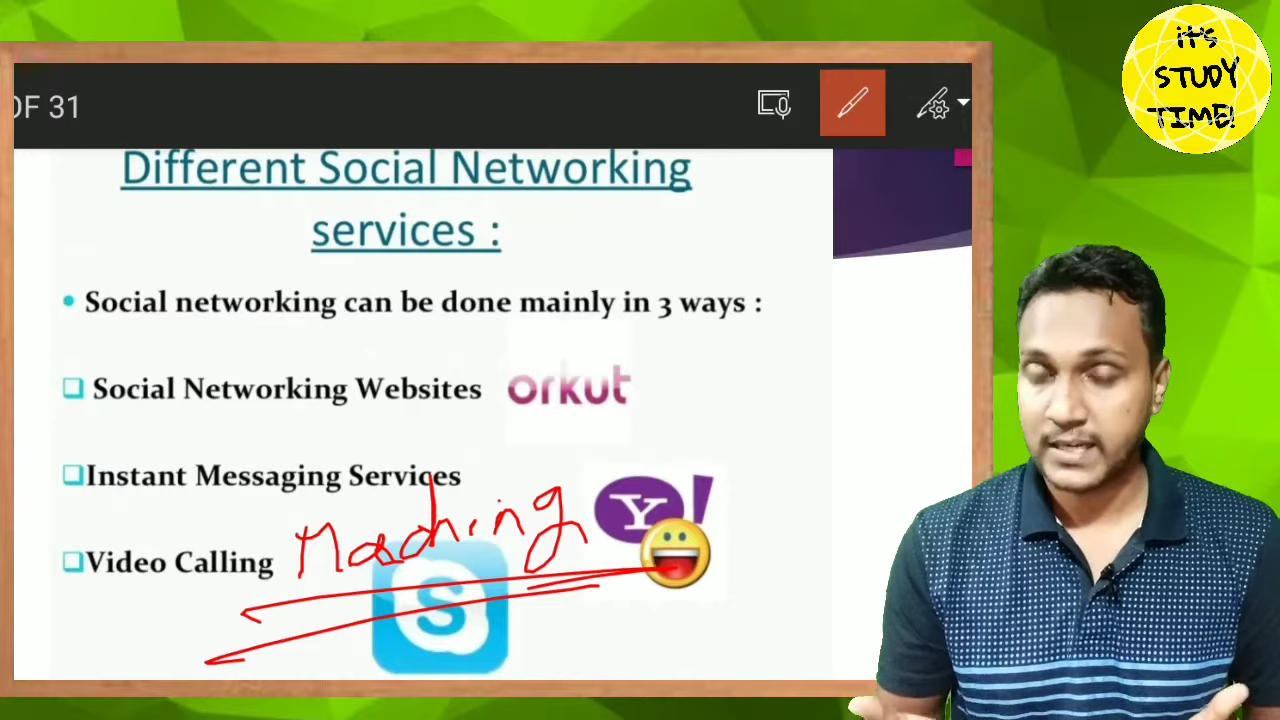 it's
STUDY
TIME!
OF 31
Different Social Networking
services :
Social networking can be done mainly in 3 ways :
Social Networking Websites
orkut
Instant Messaging Services
Y!
Video Calling
S